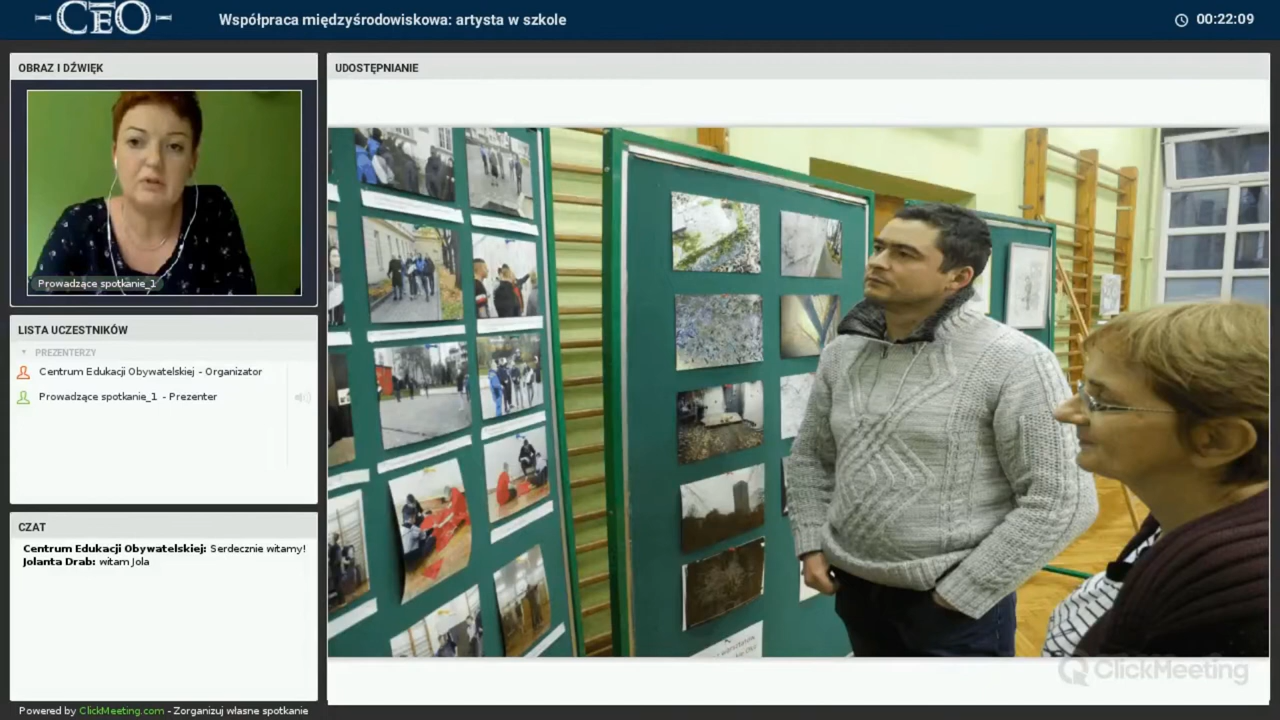 CEO
Współpraca międzyśrodowiskowa: artysta w szkole
00:22:09
OBRAZ I DŹWIĘK
Prowadzące spotkanie_1
LISTA UCZESTNIKÓW
PREZENTERZY
Centrum Edukacji Obywatelskiej - Organizator
Prowadzące spotkanie_1 - Prezenter
CZAT
Centrum Edukacji Obywatelskiej: Serdecznie witamy!
Jolanta Drab: witam Jola
Powered by ClickMeeting.com - Zorganizuj własne spotkanie
UDOSTĘPNIANIE
ClickMeeting